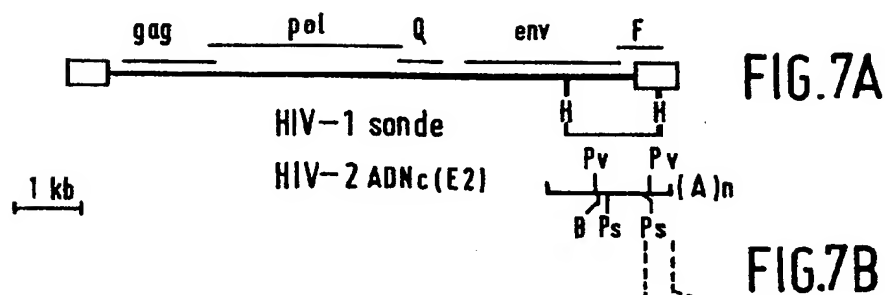 gag pol Q env F
FIG.7A
H H
HIV-1 sonde
Pv Pv
HIV-2 ADNc(E2)
(A)n
1 kb
B Ps Ps
FIG.7B